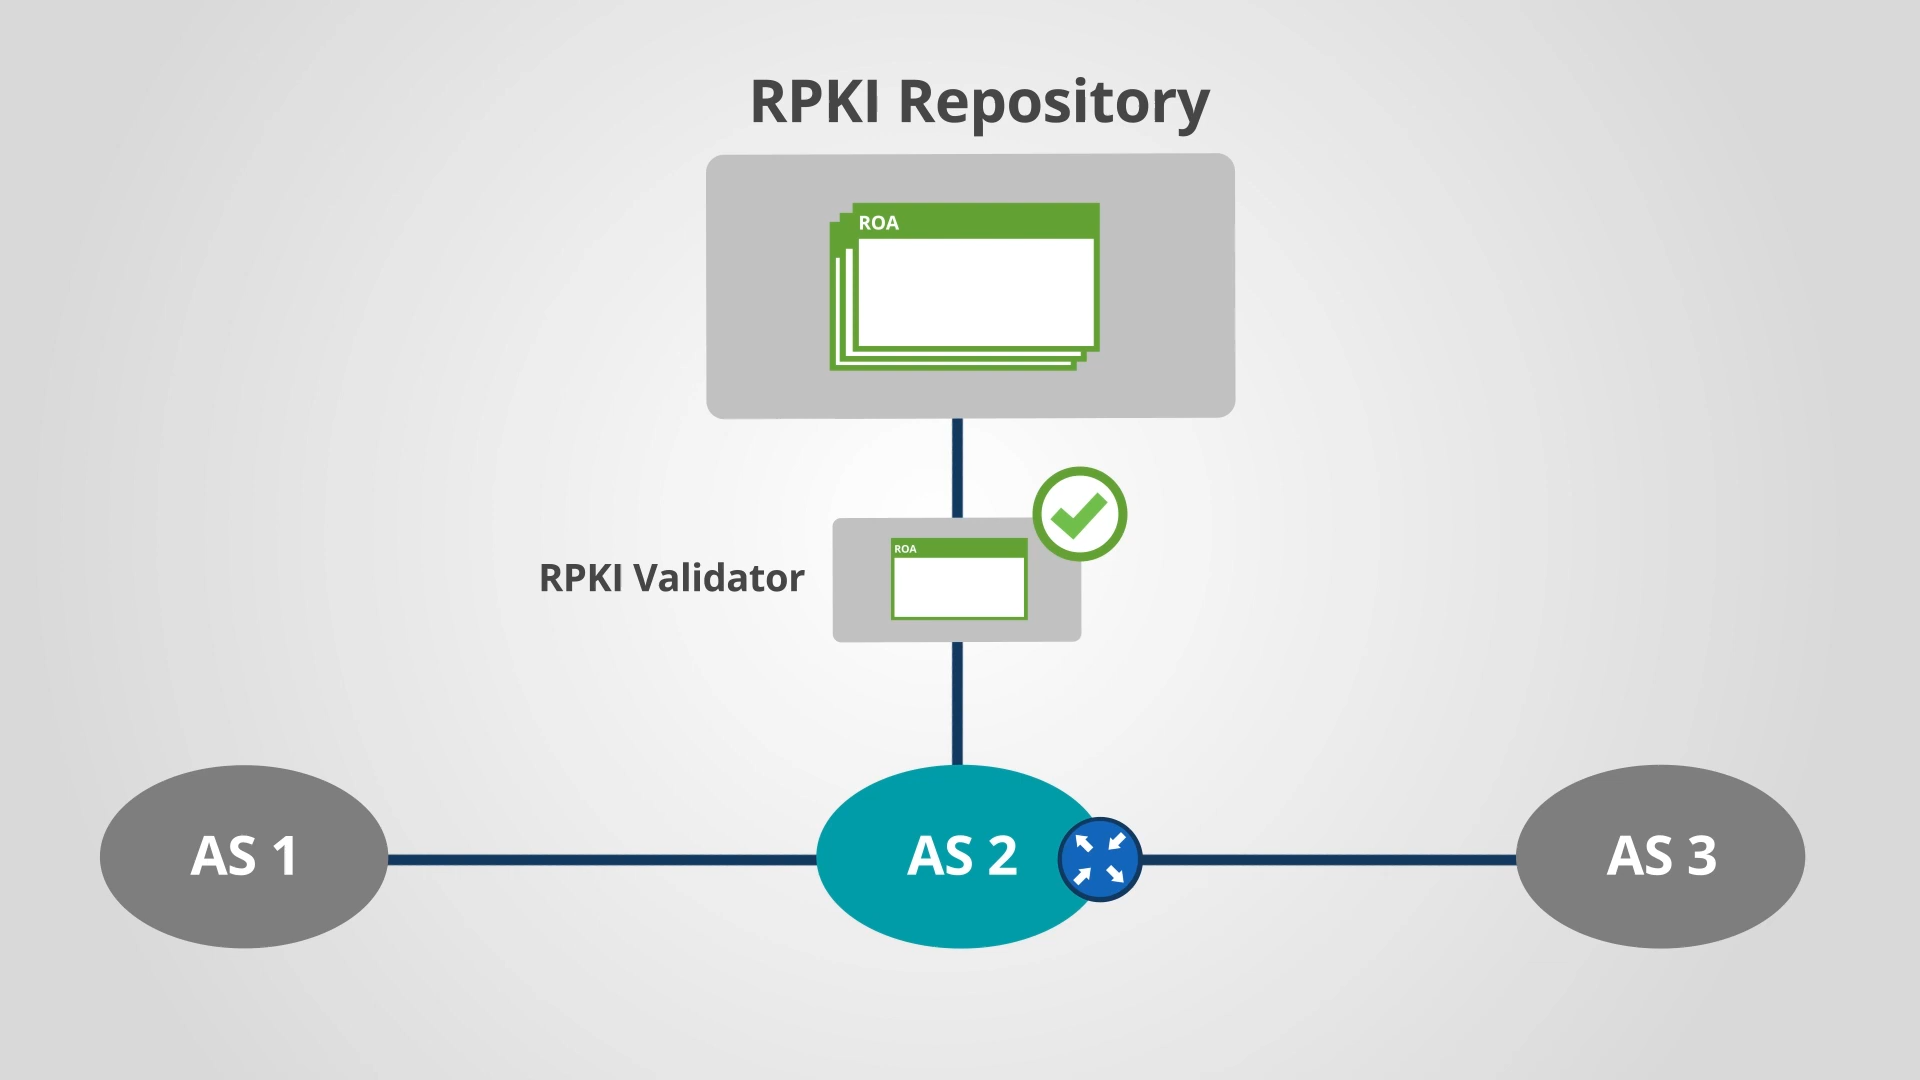 RPKI Repository
ROA
ROA
RPKI Validator
AS 1
AS 2
AS 3